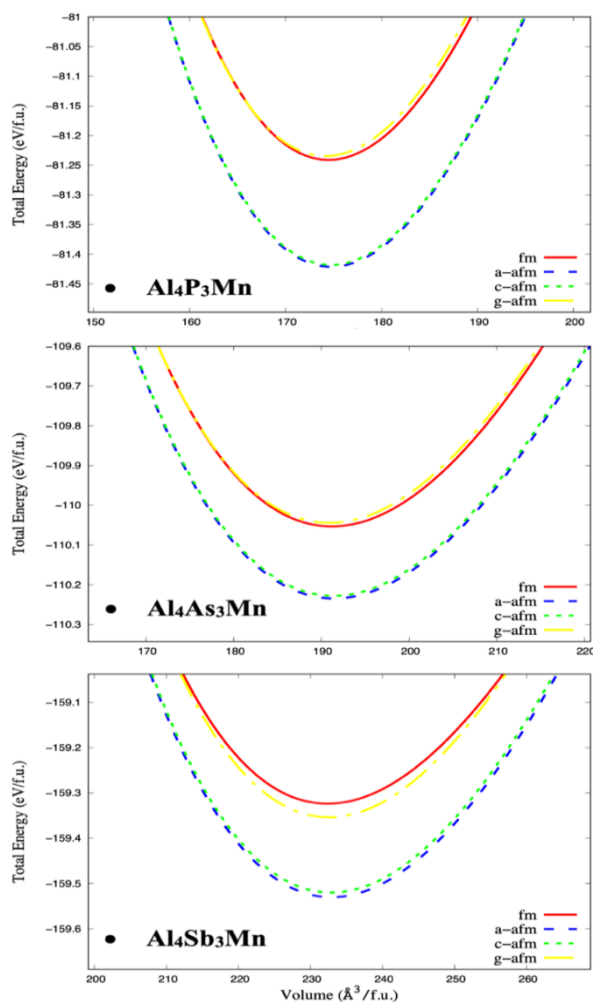 -81
-81.05
-81.1
-81.15
-81.2
-81.25
-81.3
-81.35
-81.4
-81.45
Total Energy (eV/f.u.)
fm
a-afm
c-afm
g-afm
• Al₄P₃Mn
150 160 170 180 190 200
-109.6
-109.7
-109.8
-109.9
-110
-110.1
-110.2
-110.3
Total Energy (eV/f.u.)
fm
a-afm
c-afm
g-afm
• Al₄As₃Mn
170 180 190 200 210 220
-159.1
-159.2
-159.3
-159.4
-159.5
-159.6
Total Energy (eV/f.u.)
fm
a-afm
c-afm
g-afm
• Al₄Sb₃Mn
200 210 220 230 240 250 260
Volume (Å³/f.u.)